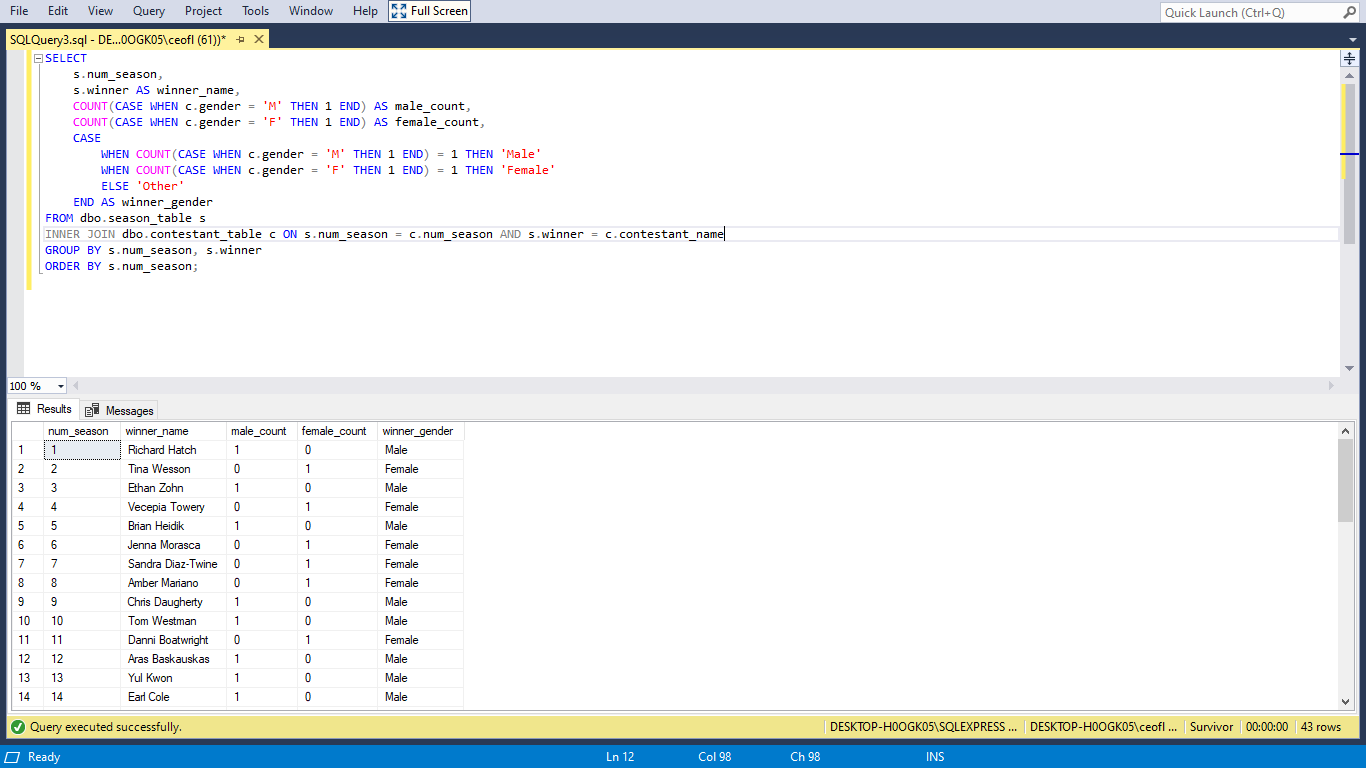 File Edit View Query Project Tools Window Help Full Screen Quick Launch (Ctrl+Q)
SQLQuery3.sql - DE...0OGK05\ceofl (61))*
SELECT
s.num_season,
s.winner AS winner_name,
COUNT(CASE WHEN c.gender = 'M' THEN 1 END) AS male_count,
COUNT(CASE WHEN c.gender = 'F' THEN 1 END) AS female_count,
CASE
WHEN COUNT(CASE WHEN c.gender = 'M' THEN 1 END) = 1 THEN 'Male'
WHEN COUNT(CASE WHEN c.gender = 'F' THEN 1 END) = 1 THEN 'Female'
ELSE 'Other'
END AS winner_gender
FROM dbo.season_table s
INNER JOIN dbo.contestant_table c ON s.num_season = c.num_season AND s.winner = c.contestant_name
GROUP BY s.num_season, s.winner
ORDER BY s.num_season;
100 %
Results Messages
num_season winner_name male_count female_count winner_gender
1 1 Richard Hatch 1 0 Male
2 2 Tina Wesson 0 1 Female
3 3 Ethan Zohn 1 0 Male
4 4 Vecepia Towery 0 1 Female
5 5 Brian Heidik 1 0 Male
6 6 Jenna Morasca 0 1 Female
7 7 Sandra Diaz-Twine 0 1 Female
8 8 Amber Mariano 0 1 Female
9 9 Chris Daugherty 1 0 Male
10 10 Tom Westman 1 0 Male
11 11 Danni Boatwright 0 1 Female
12 12 Aras Baskauskas 1 0 Male
13 13 Yul Kwon 1 0 Male
14 14 Earl Cole 1 0 Male
Query executed successfully. DESKTOP-H0OGK05\SQLEXPRESS ... DESKTOP-H0OGK05\ceofl ... Survivor 00:00:00 43 rows
Ready Ln 12 Col 98 Ch 98 INS